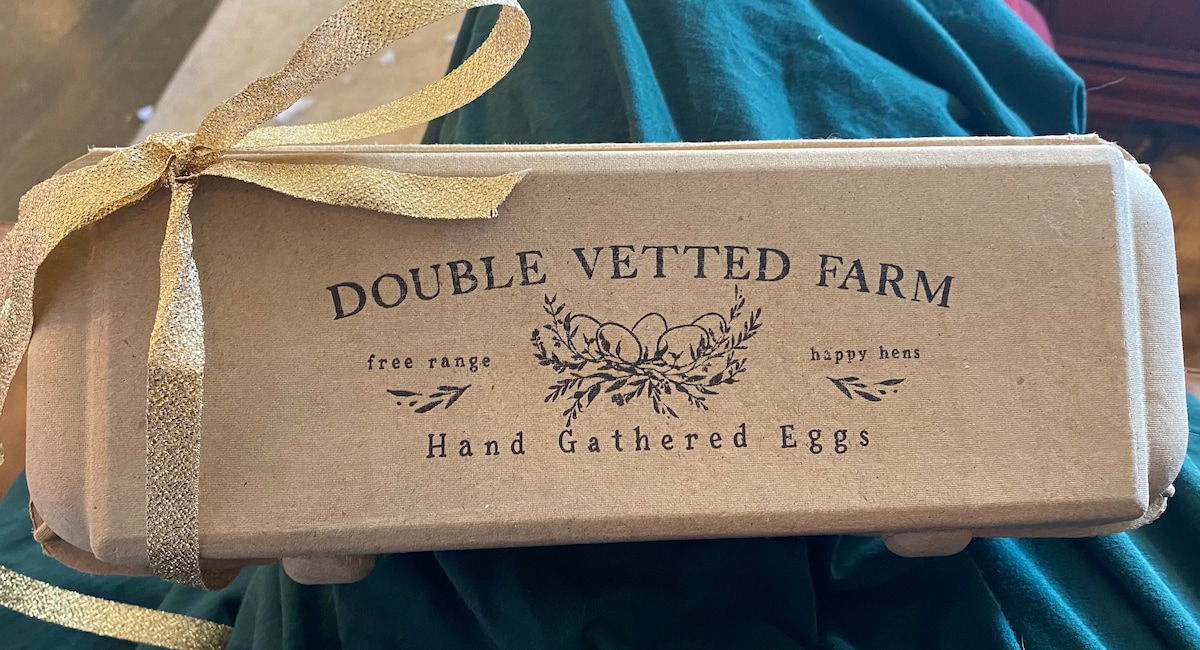 DOUBLE VETTED FARM
free range
happy hens
Hand Gathered Eggs